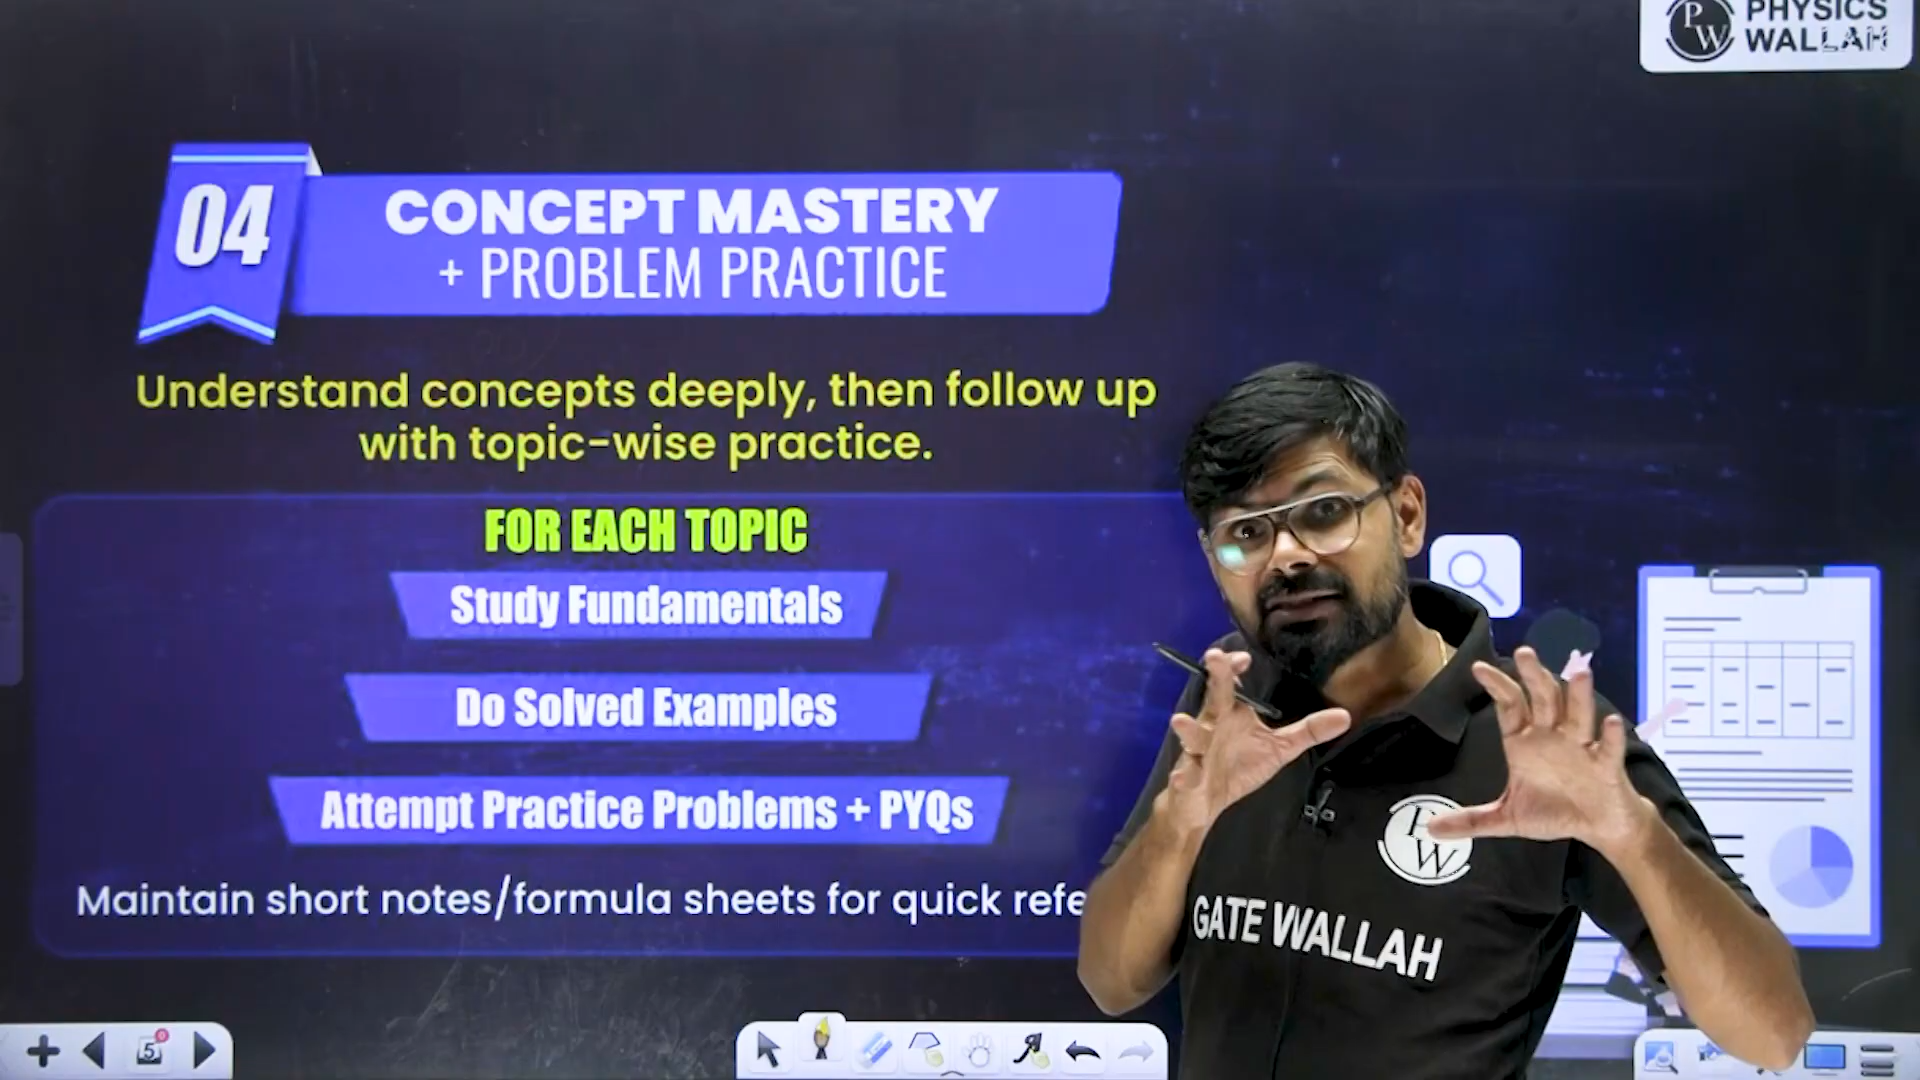 PHYSICS
WALLAH
PW
04
CONCEPT MASTERY
+ PROBLEM PRACTICE
Understand concepts deeply, then follow up
with topic-wise practice.
FOR EACH TOPIC
Study Fundamentals
Do Solved Examples
Attempt Practice Problems + PYQs
Maintain short notes/formula sheets for quick refe
PW
GATE WALLAH
5